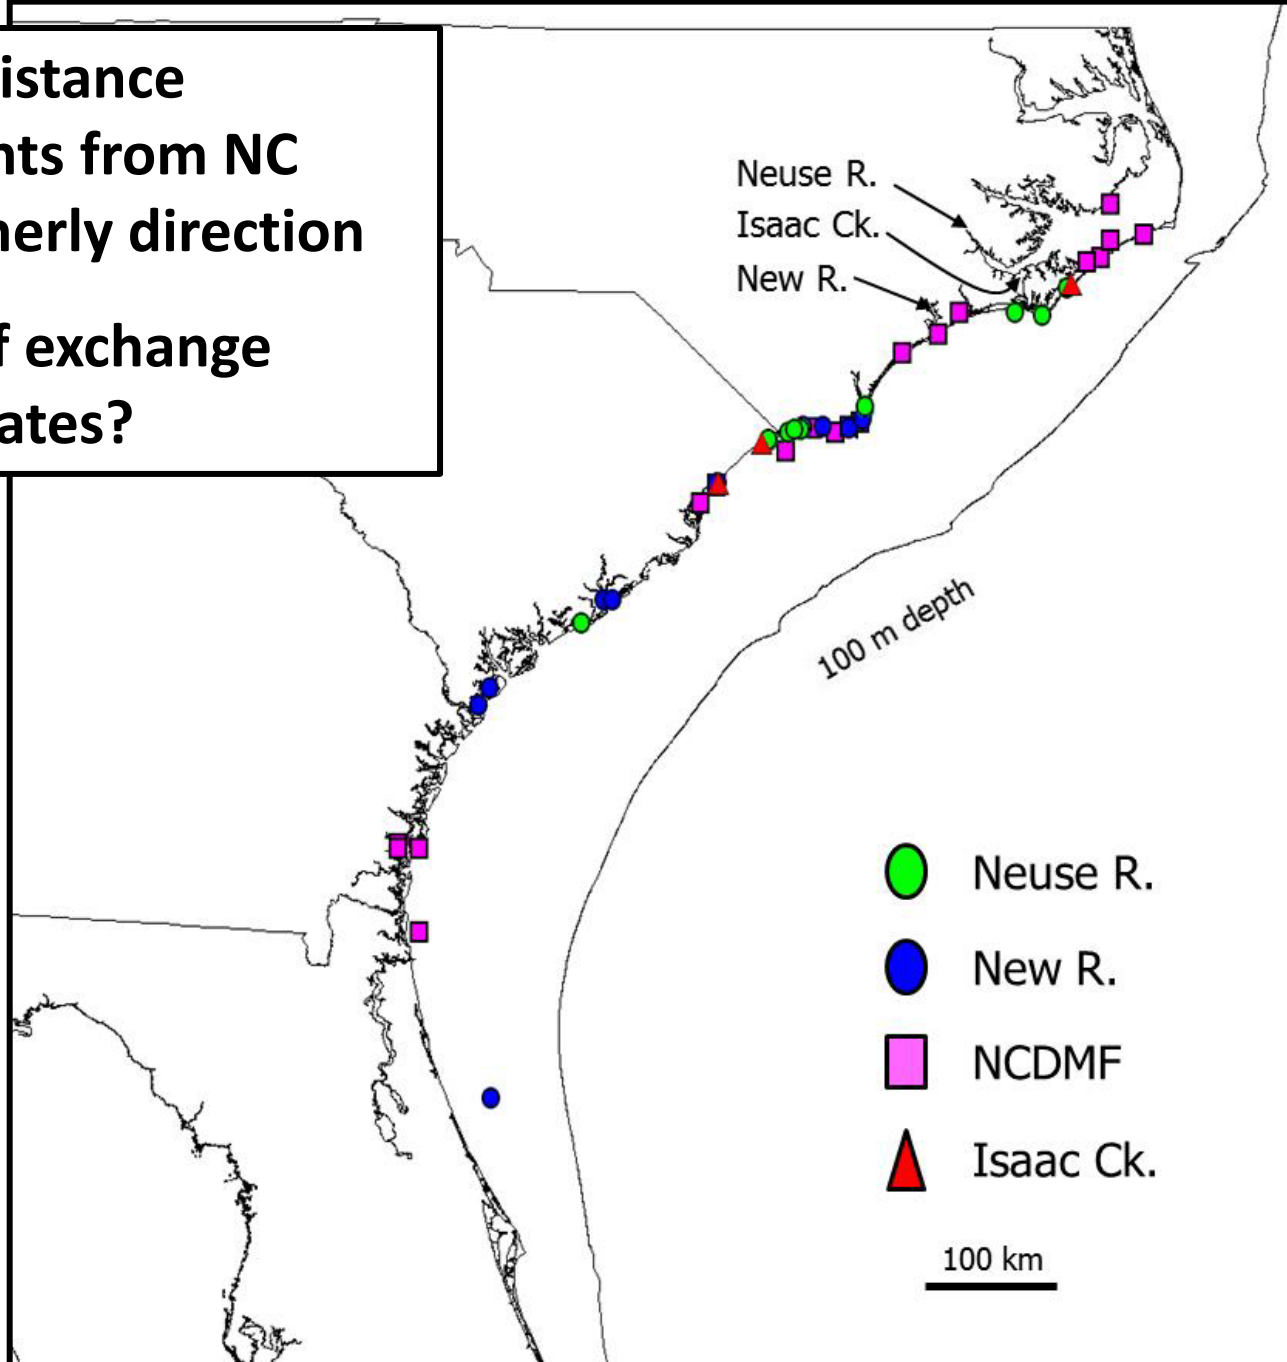 istance
nts from NC
nerly direction
f exchange
ates?
Neuse R.
Isaac Ck.
New R.
100 m depth
Neuse R.
New R.
NCDMF
Isaac Ck.
100 km